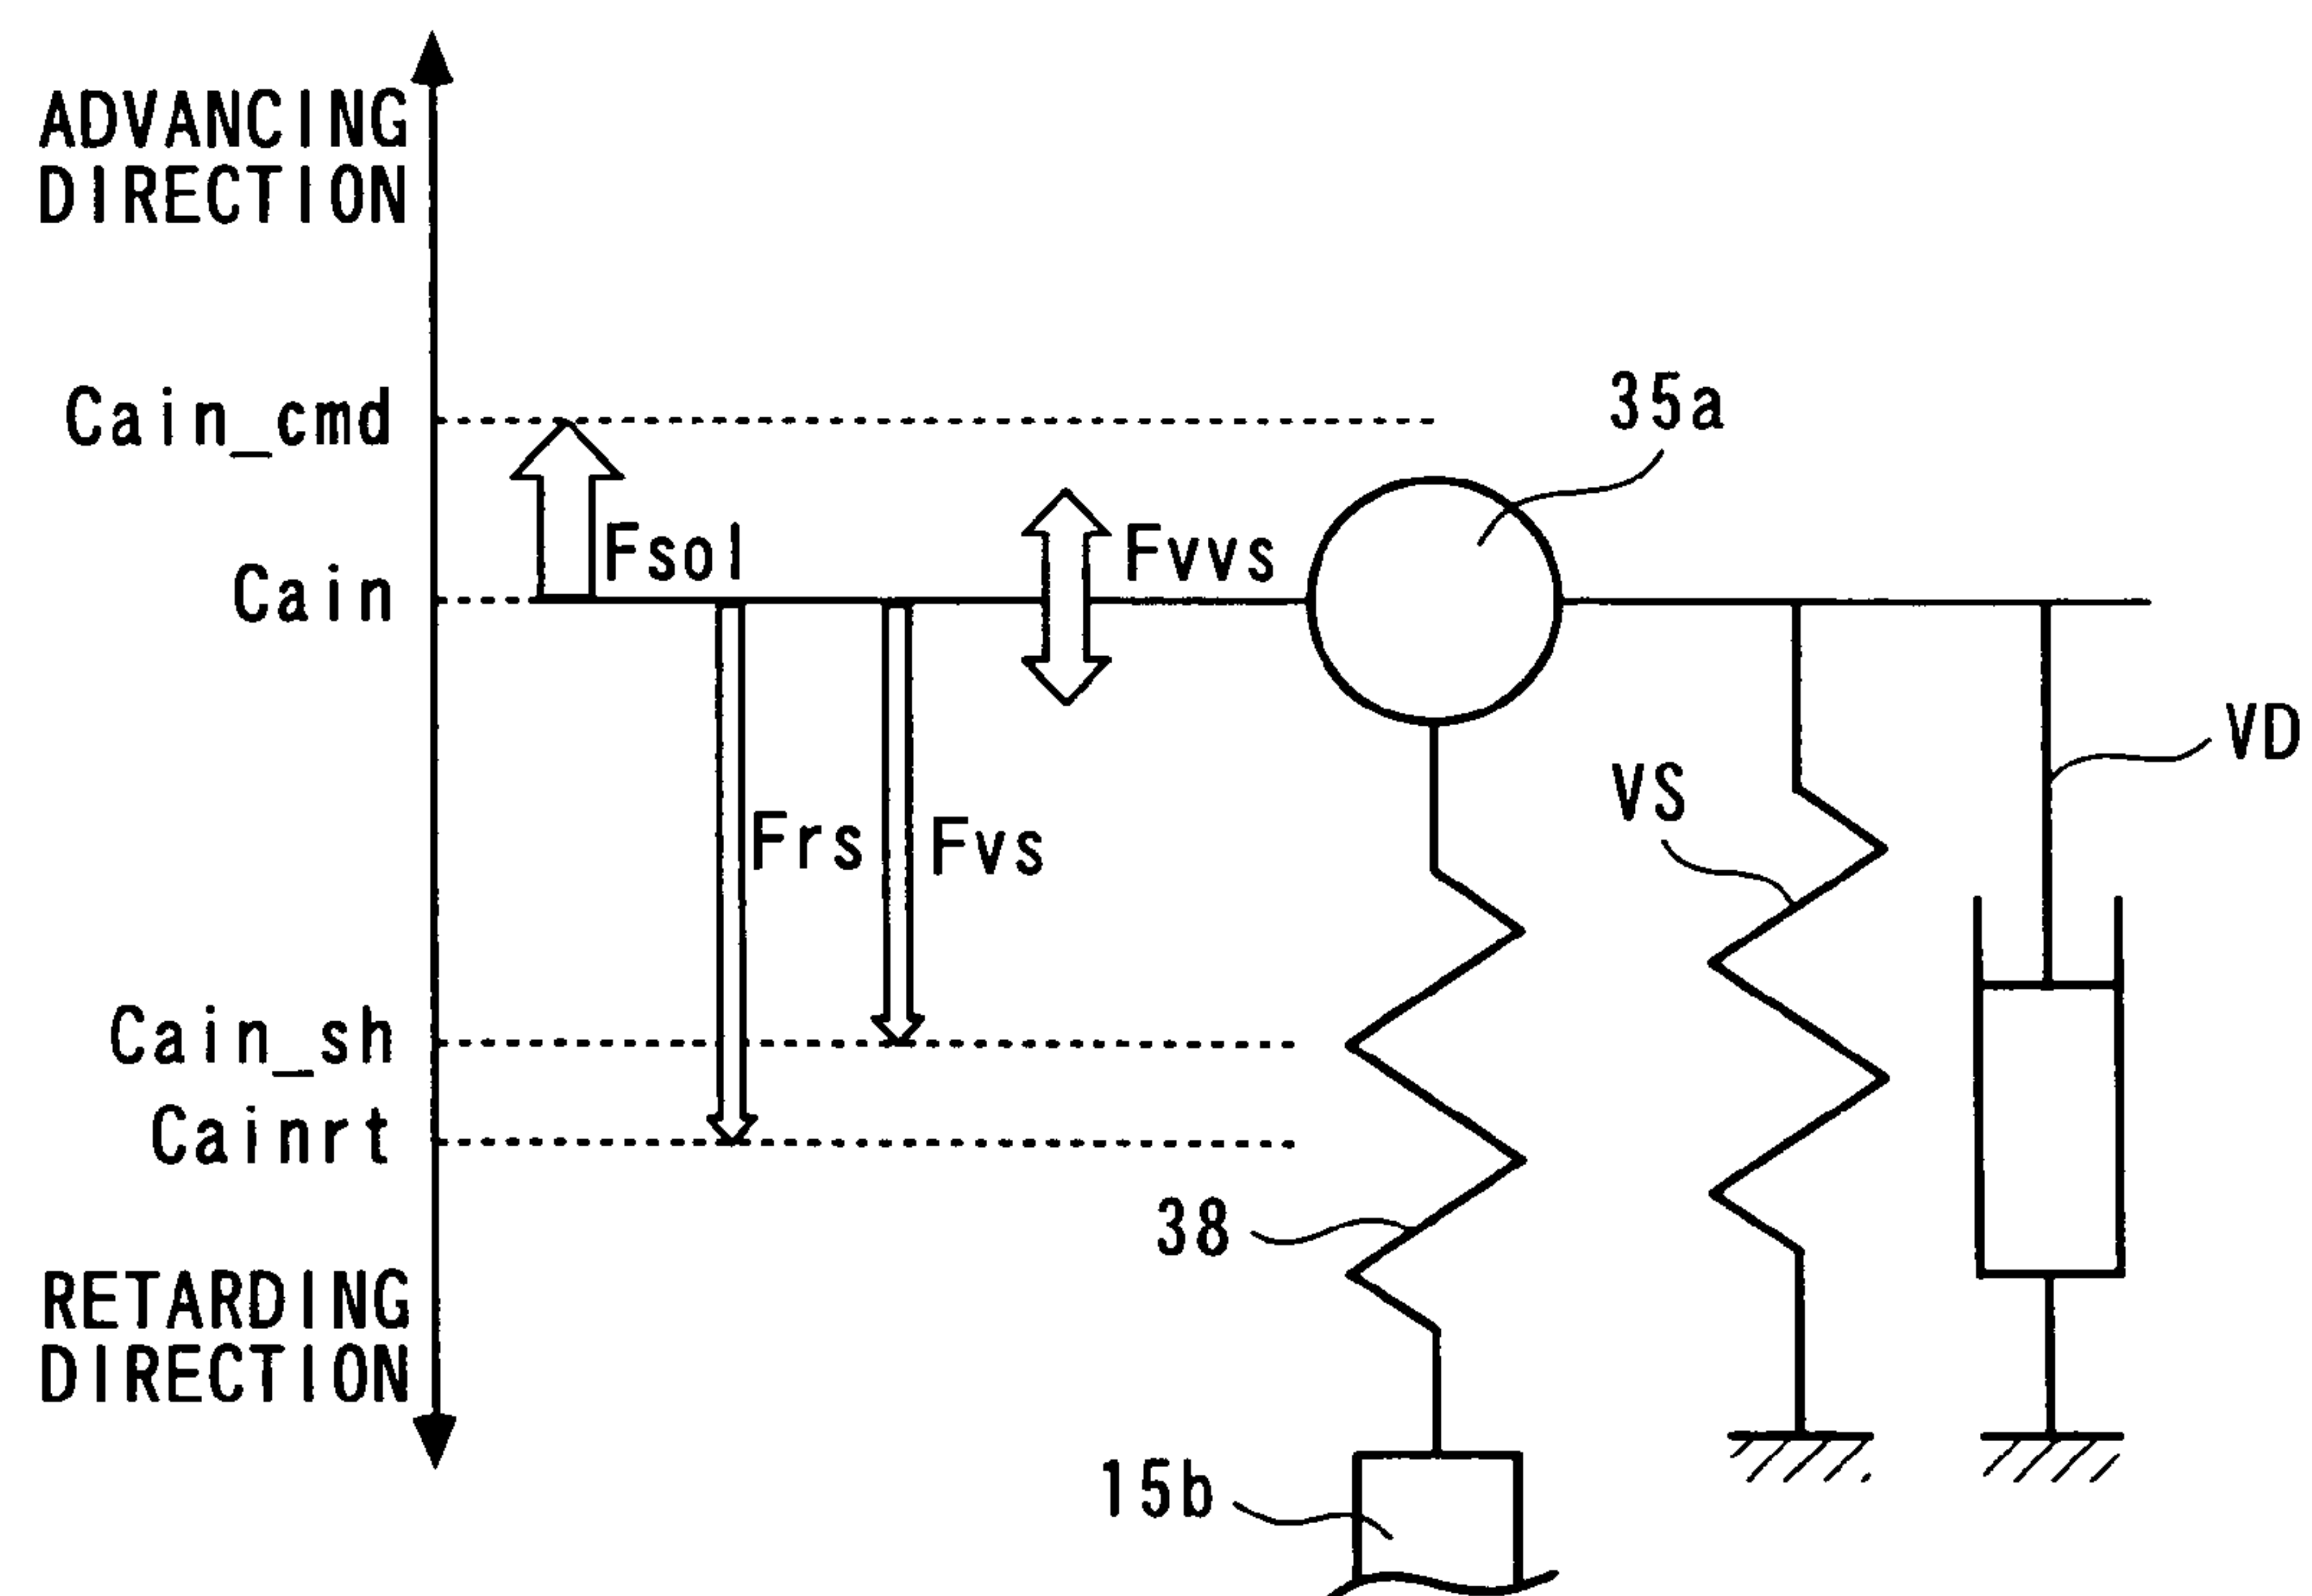 ADVANCING
DIRECTION
Cain_cmd
35a
Fsol
Fvvs
Cain
VD
VS
Frs
Fvs
Cain_sh
Cainrt
38
RETARDING
DIRECTION
15b